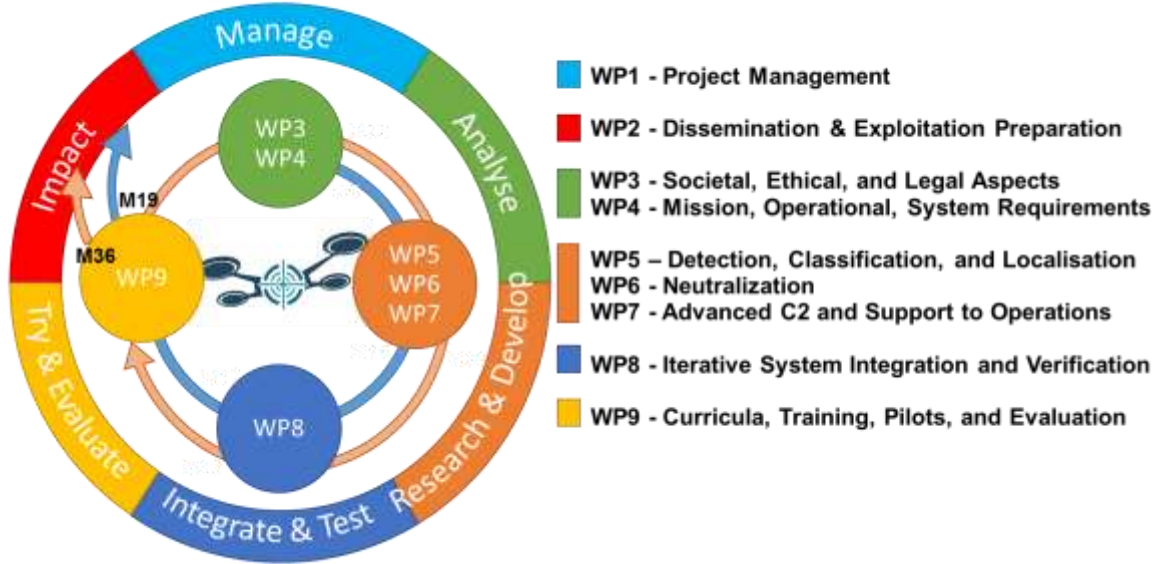 Manage
Analyse
Research & Develop
Integrate & Test
Try & Evaluate
Impact
WP3
WP4
M19
M36
WP9
WP5
WP6
WP7
WP8
WP1 - Project Management
WP2 - Dissemination & Exploitation Preparation
WP3 - Societal, Ethical, and Legal Aspects
WP4 - Mission, Operational, System Requirements
WP5 – Detection, Classification, and Localisation
WP6 - Neutralization
WP7 - Advanced C2 and Support to Operations
WP8 - Iterative System Integration and Verification
WP9 - Curricula, Training, Pilots, and Evaluation